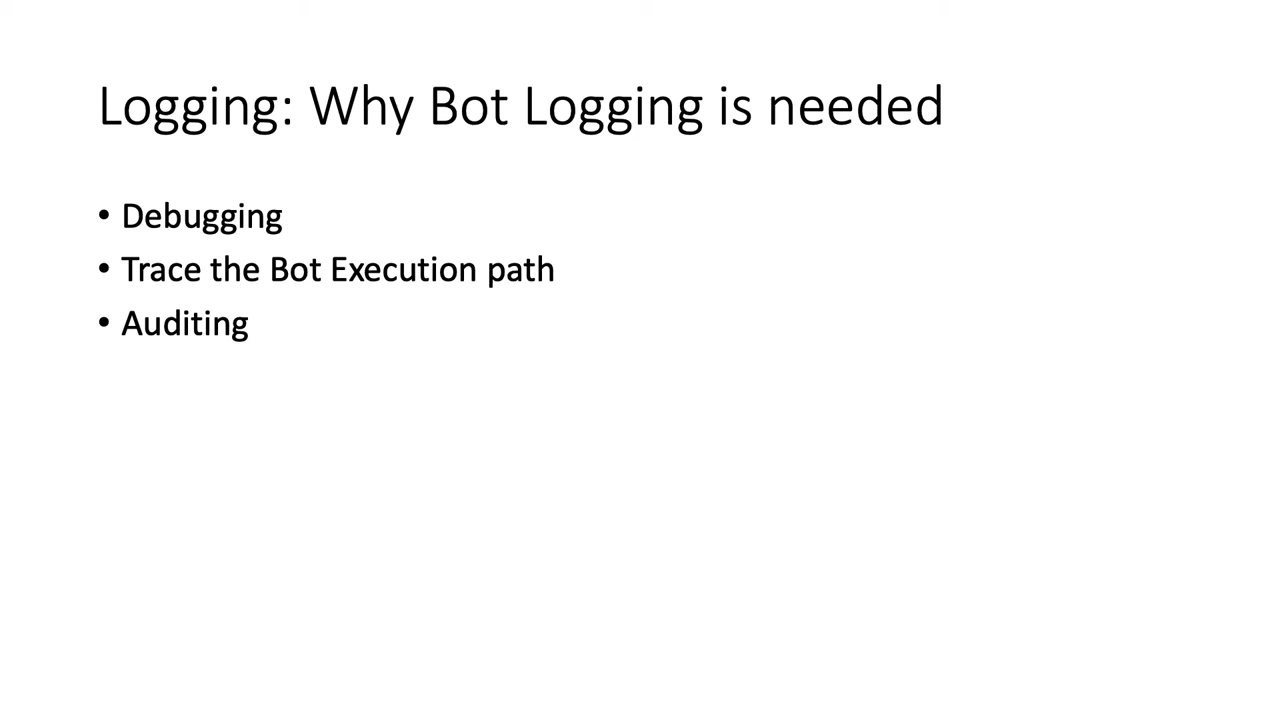 Logging: Why Bot Logging is needed
• Debugging
• Trace the Bot Execution path
• Auditing